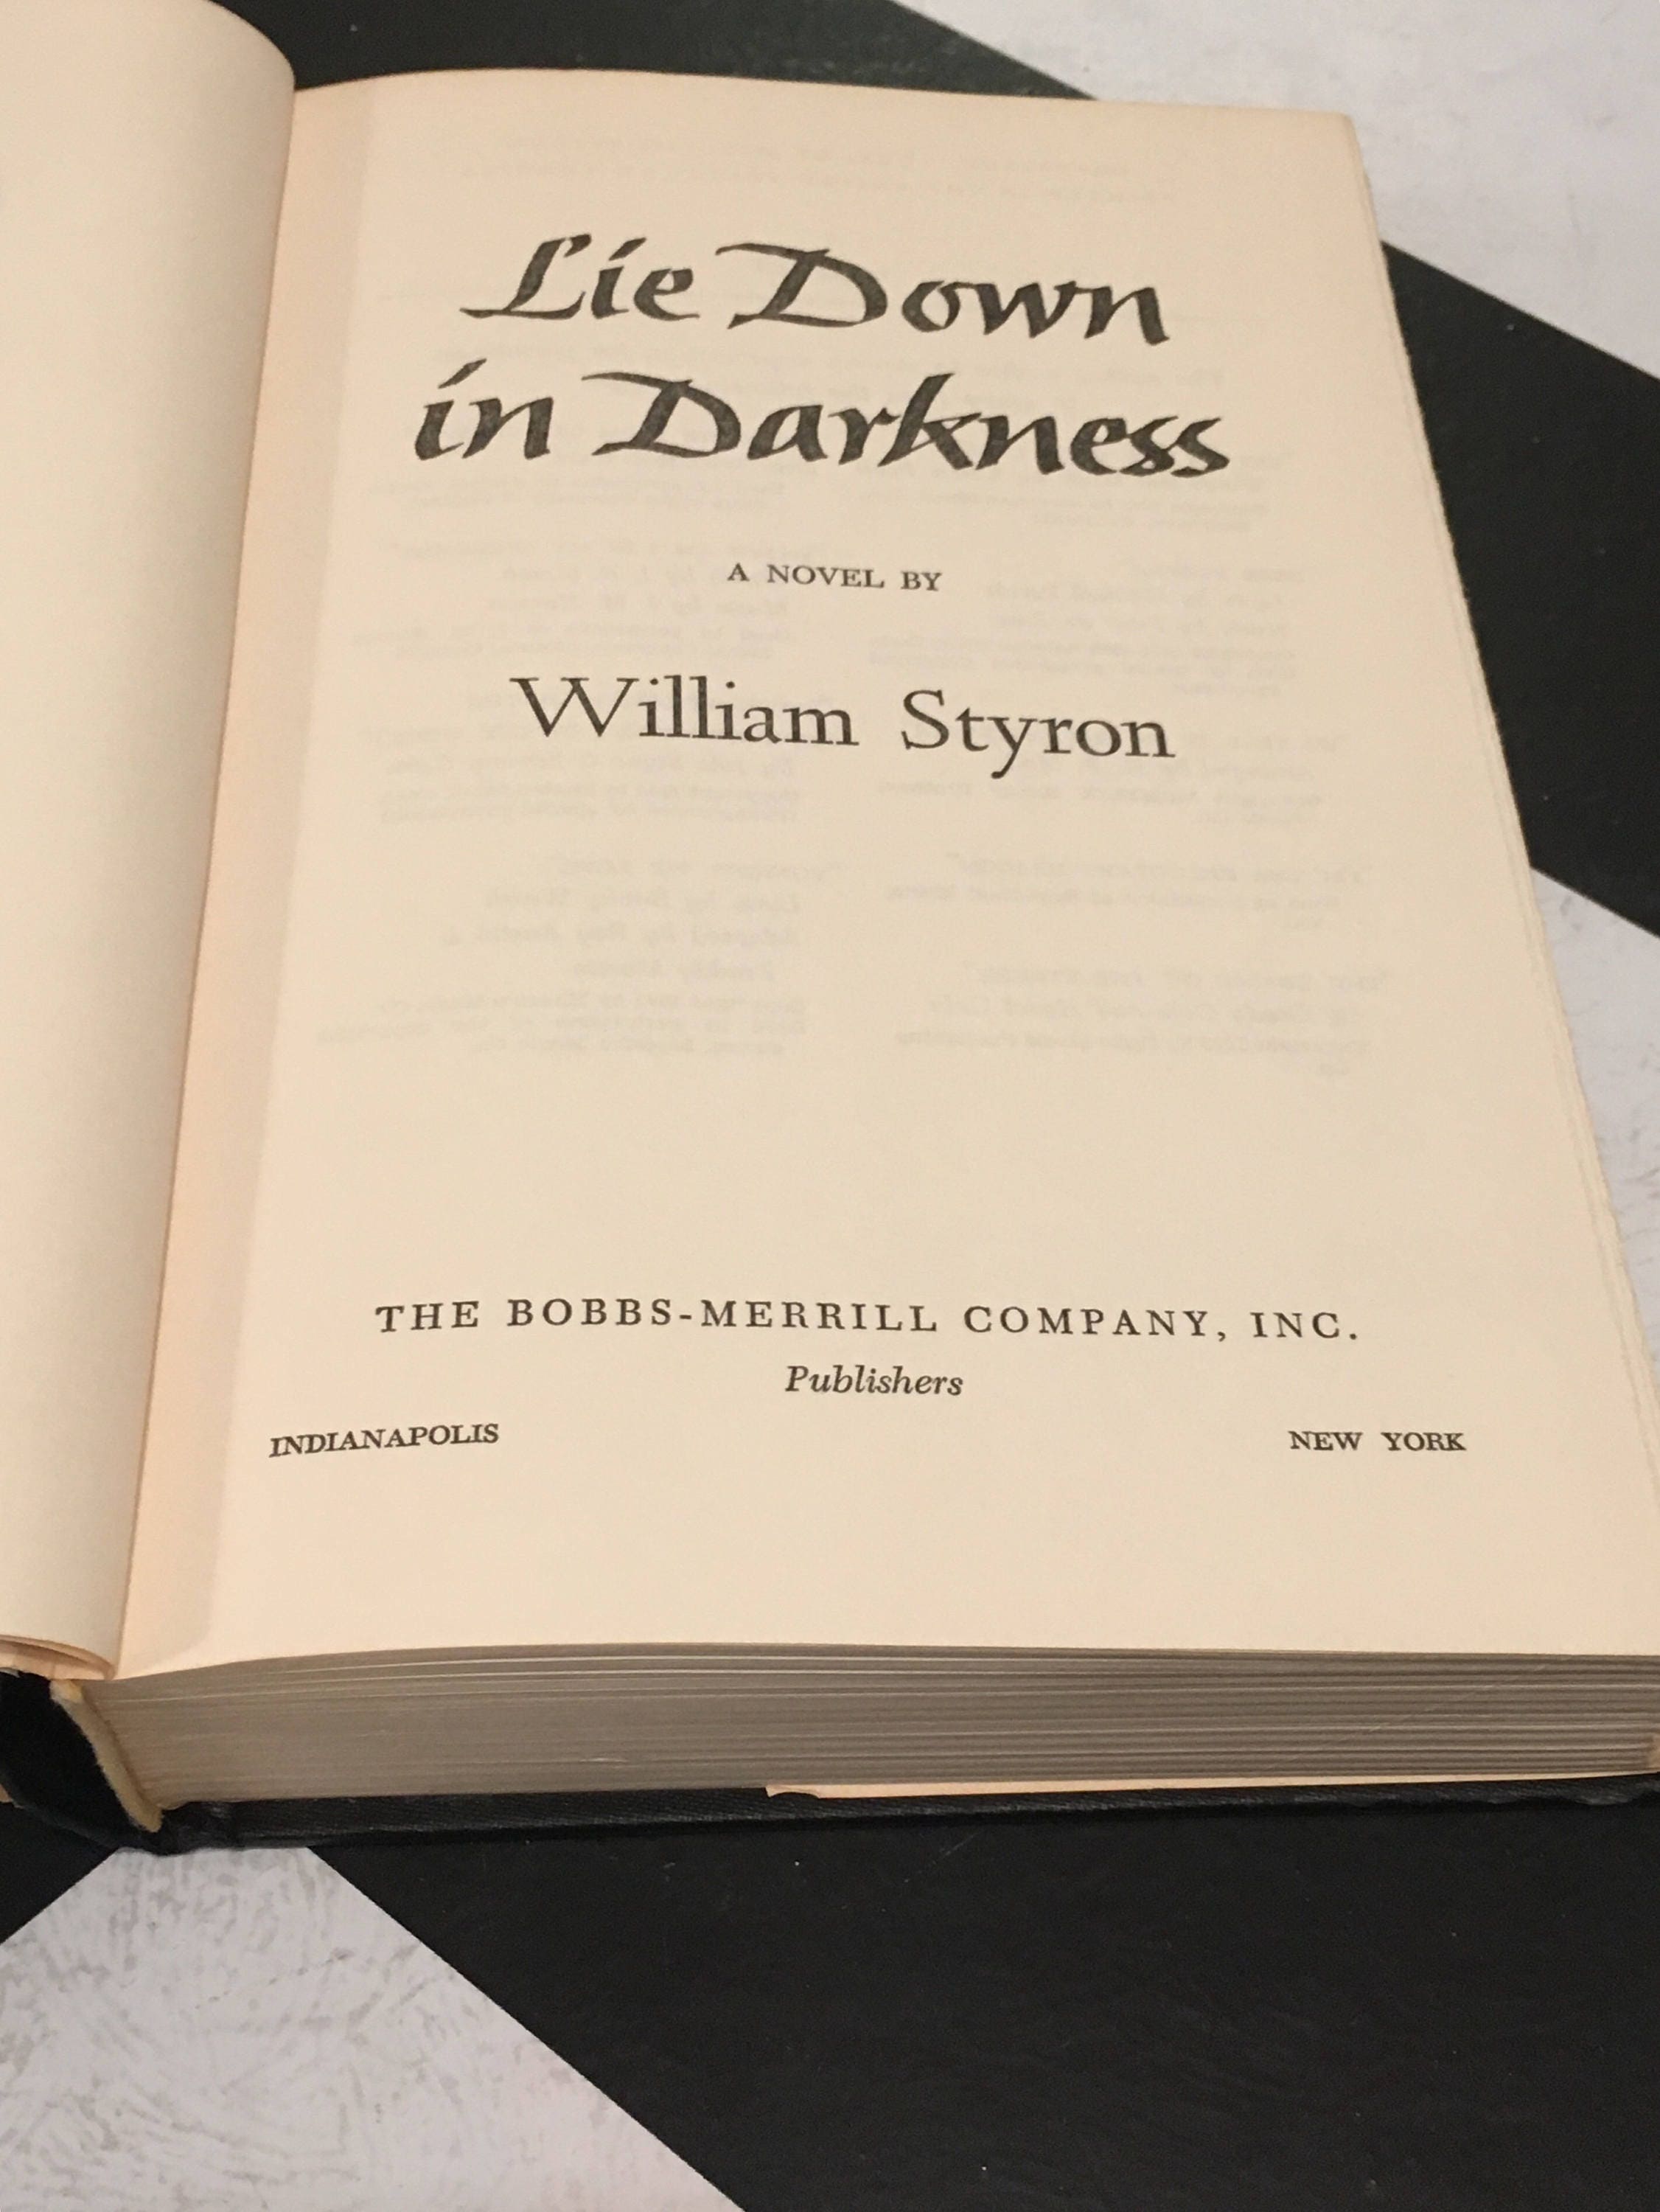 Lie Down
in Darkness
A NOVEL BY
William Styron
THE BOBBS-MERRILL COMPANY, INC.
Publishers
INDIANAPOLIS NEW YORK